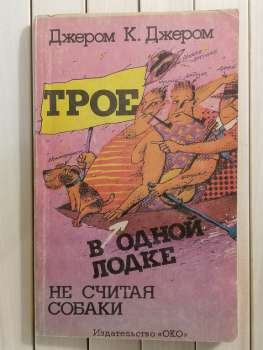 Джером К. Джером
ТРОЕ
В ОДНОЙ
ЛОДКЕ
НЕ СЧИТАЯ
СОБАКИ
Издательство «ОКО»